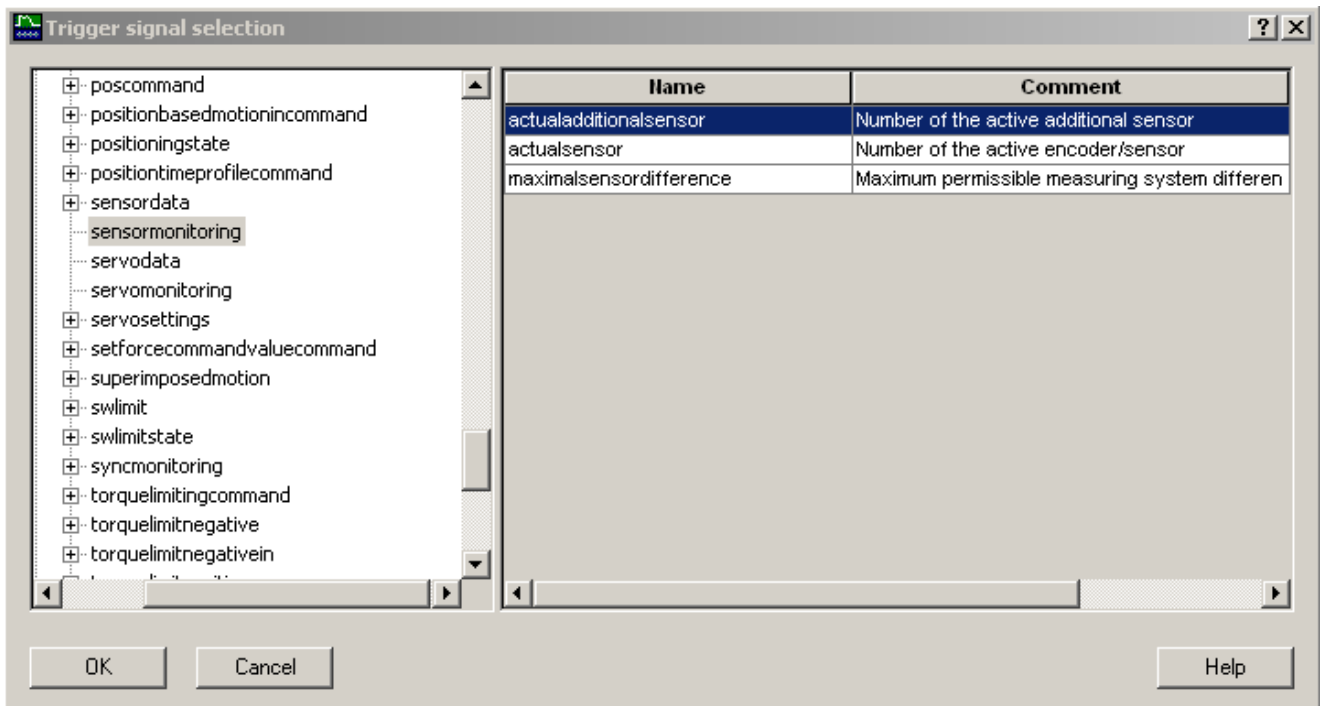 Trigger signal selection
poscommand
positionbasedmotionincommand
positioningstate
positiontimeprofilecommand
sensordata
sensormonitoring
servodata
servomonitoring
servosettings
setforcecommandvaluecommand
superimposedmotion
swlimit
swlimitstate
syncmonitoring
torquelimitingcommand
torquelimitnegative
torquelimitnegativein
Name Comment
actualadditionalsensor Number of the active additional sensor
actualsensor Number of the active encoder/sensor
maximalsensordifference Maximum permissible measuring system differen
OK Cancel Help